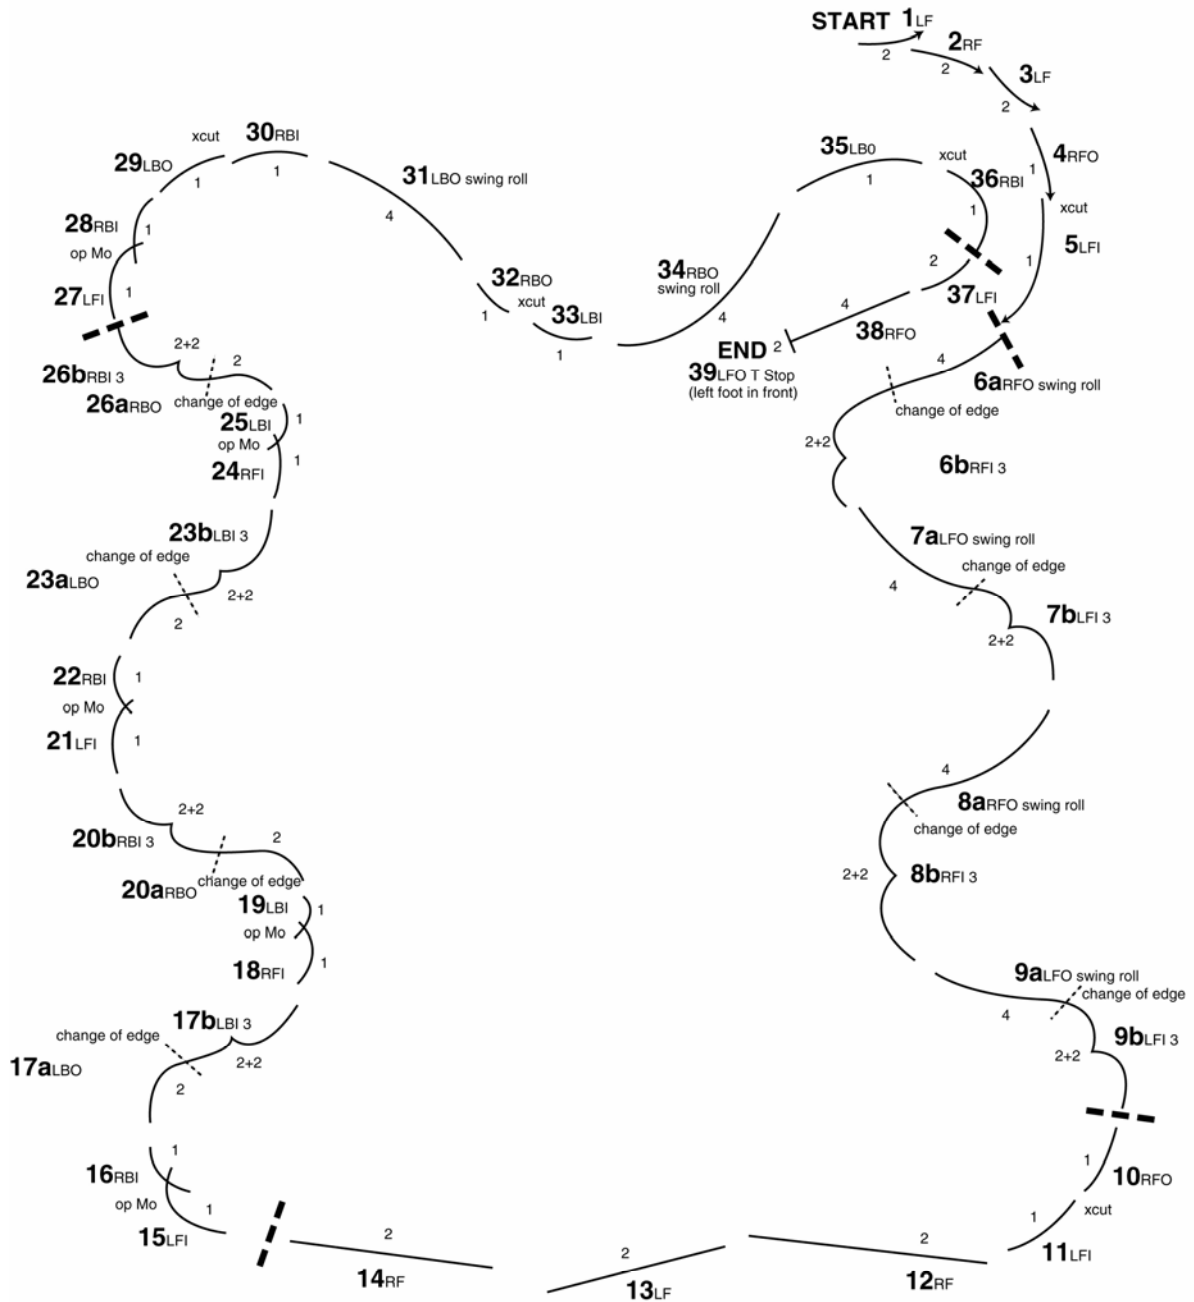 START 1LF
2
2RF
2
3LF
2
4RFO
1
xcut
5LFI
1
6aRFO swing roll
4
change of edge
2+2
6bRFI 3
7aLFO swing roll
change of edge
4
7bLFI 3
2+2
4
8aRFO swing roll
change of edge
2+2
8bRFI 3
9aLFO swing roll
change of edge
4
9bLFI 3
2+2
1
10RFO
xcut
1
11LFI
2
12RF
2
13LF
2
14RF
1
15LFI
op Mo
16RBI
1
17aLBO
2
change of edge
17bLBI 3
2+2
18RFI
1
op Mo
19LBI
1
20aRBO
2
change of edge
20bRBI 3
2+2
21LFI
1
op Mo
22RBI
1
23aLBO
2
change of edge
23bLBI 3
2+2
24RFI
1
op Mo
25LBI
1
26aRBO
2
change of edge
26bRBI 3
2+2
27LFI
1
op Mo
28RBI
1
29LBO
1
xcut
30RBI
1
31LBO swing roll
4
32RBO
1
xcut
33LBI
1
34RBO
swing roll
4
35LB0
1
xcut
36RBI
1
2
37LFI
4
38RFO
END 2
39LFO T Stop
(left foot in front)